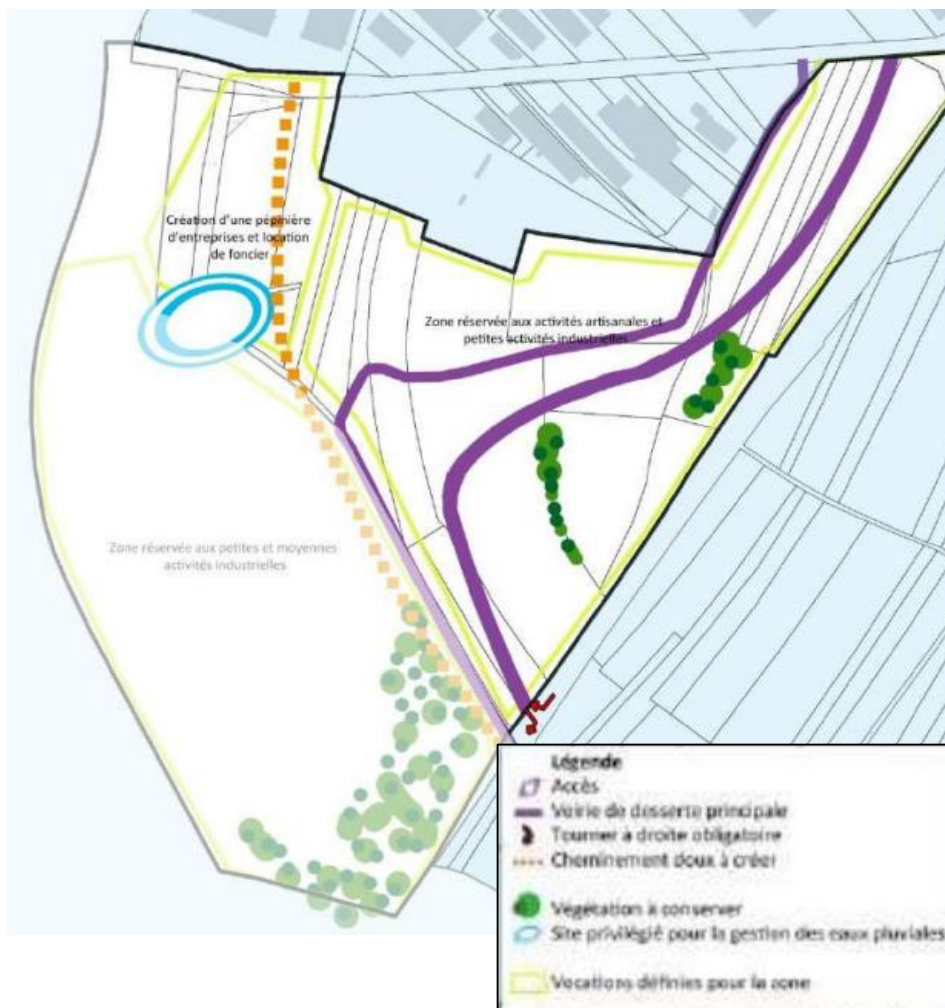 Création d'une pépinière
d'entreprises et location
de foncier
Zone réservée aux activités artisanales et
petites activités industrielles
Zone réservée aux petites et moyennes
activités industrielles
Légende
Accès
Voirie de desserte principale
Tourner à droite obligatoire
Cheminement doux à créer
Végétation à conserver
Site privilégié pour la gestion des eaux pluviales
Vocations définies pour la zone